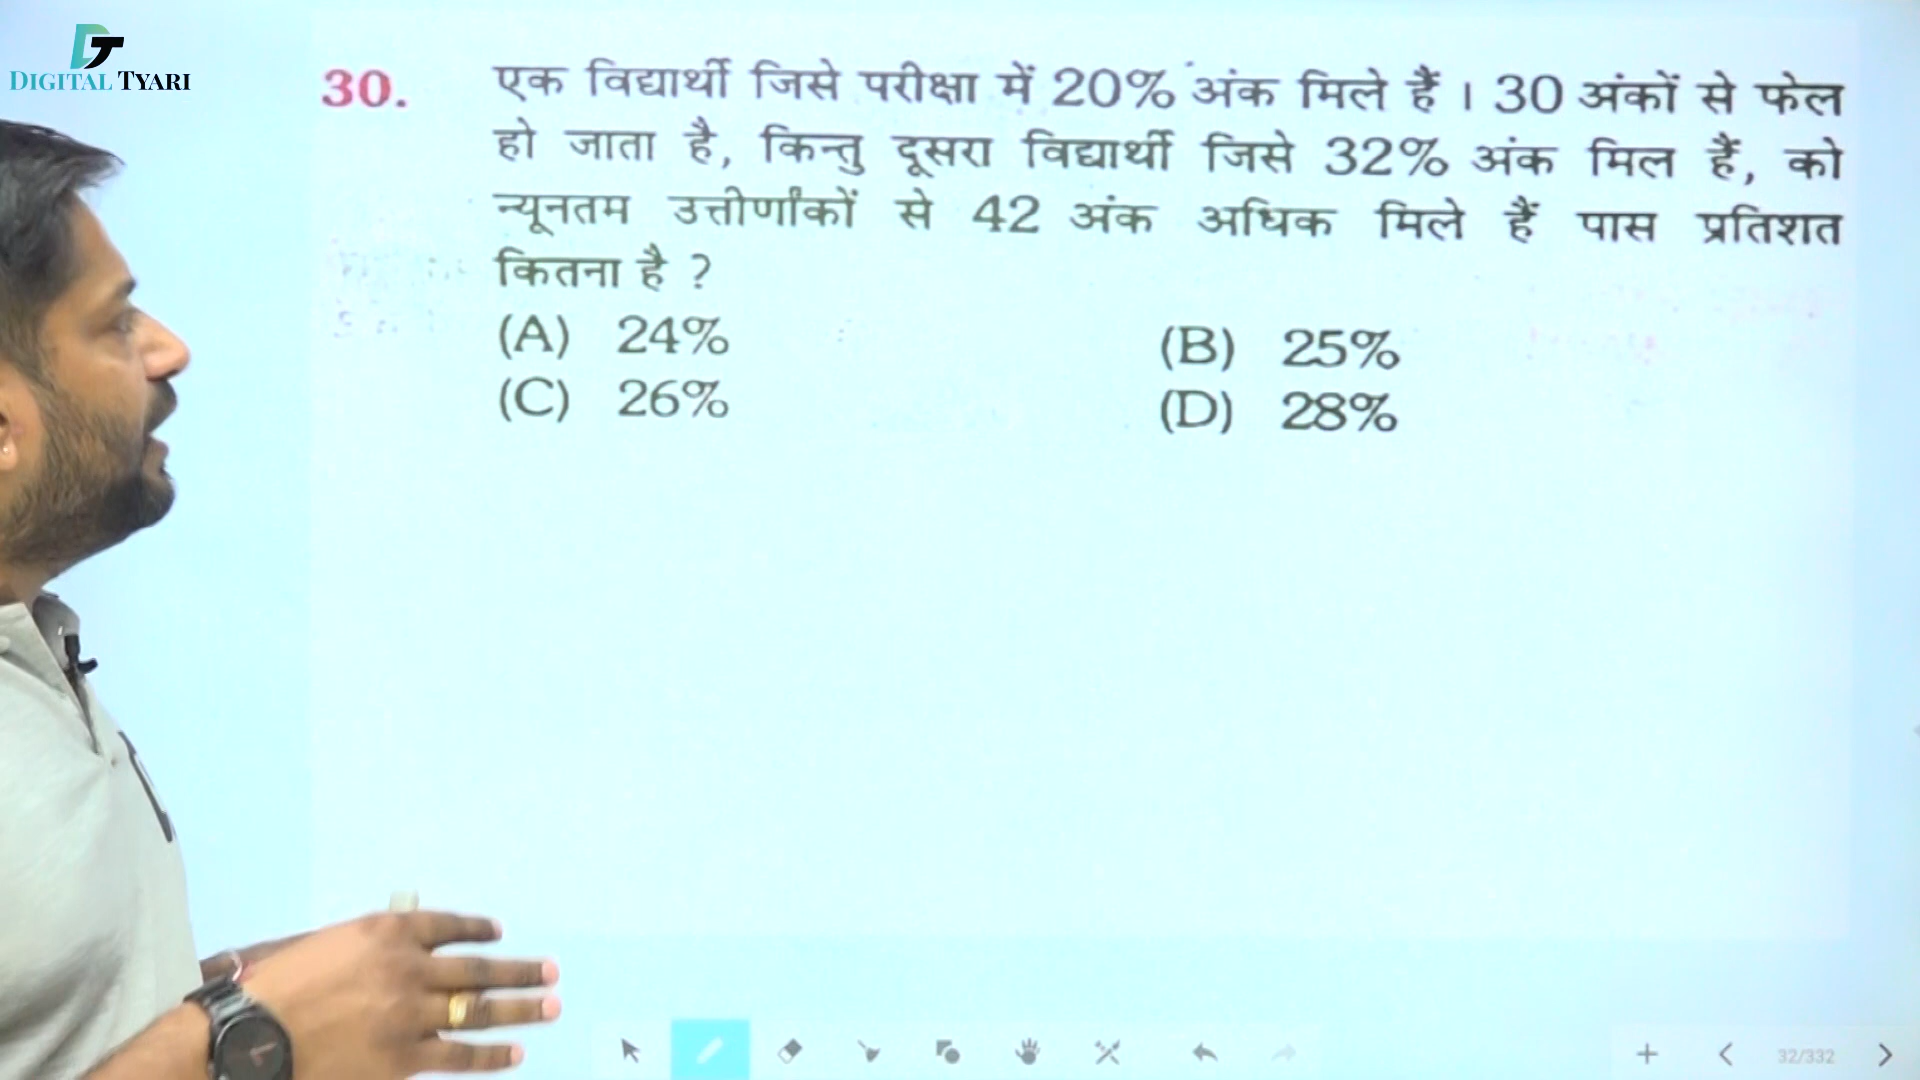 DIGITAL TYARI
30. एक विद्यार्थी जिसे परीक्षा में 20% अंक मिले हैं । 30 अंकों से फेल
हो जाता है, किन्तु दूसरा विद्यार्थी जिसे 32% अंक मिल हैं, को
न्यूनतम उत्तीर्णांकों से 42 अंक अधिक मिले हैं पास प्रतिशत
कितना है ?
(A) 24% (B) 25%
(C) 26% (D) 28%
32/332